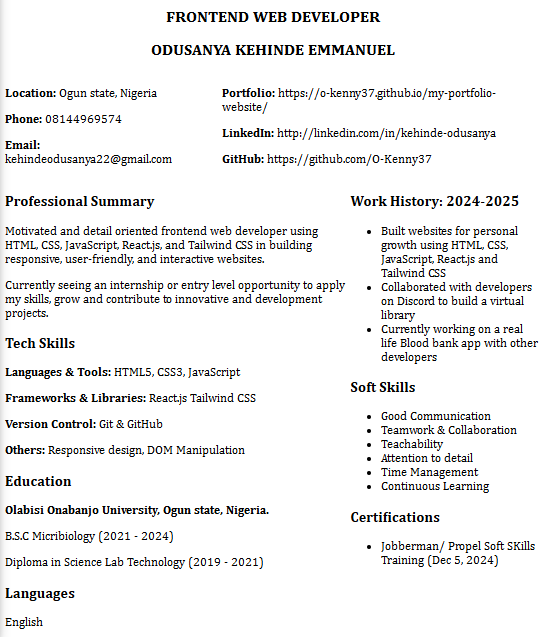 FRONTEND WEB DEVELOPER
ODUSANYA KEHINDE EMMANUEL
Location: Ogun state, Nigeria
Phone: 08144969574
Email:
kehindeodusanya22@gmail.com
Portfolio: https://o-kenny37.github.io/my-portfolio-
website/
LinkedIn: http://linkedin.com/in/kehinde-odusanya
GitHub: https://github.com/O-Kenny37
Professional Summary
Motivated and detail oriented frontend web developer using
HTML, CSS, JavaScript, React.js, and Tailwind CSS in building
responsive, user-friendly, and interactive websites.
Currently seeing an internship or entry level opportunity to apply
my skills, grow and contribute to innovative and development
projects.
Tech Skills
Languages & Tools: HTML5, CSS3, JavaScript
Frameworks & Libraries: React.js Tailwind CSS
Version Control: Git & GitHub
Others: Responsive design, DOM Manipulation
Education
Olabisi Onabanjo University, Ogun state, Nigeria.
B.S.C Micribiology (2021 - 2024)
Diploma in Science Lab Technology (2019 - 2021)
Languages
English
Work History: 2024-2025
• Built websites for personal
growth using HTML, CSS,
JavaScript, React.js and
Tailwind CSS
• Collaborated with developers
on Discord to build a virtual
library
• Currently working on a real
life Blood bank app with other
developers
Soft Skills
• Good Communication
• Teamwork & Collaboration
• Teachability
• Attention to detail
• Time Management
• Continuous Learning
Certifications
• Jobberman/ Propel Soft SKills
Training (Dec 5, 2024)